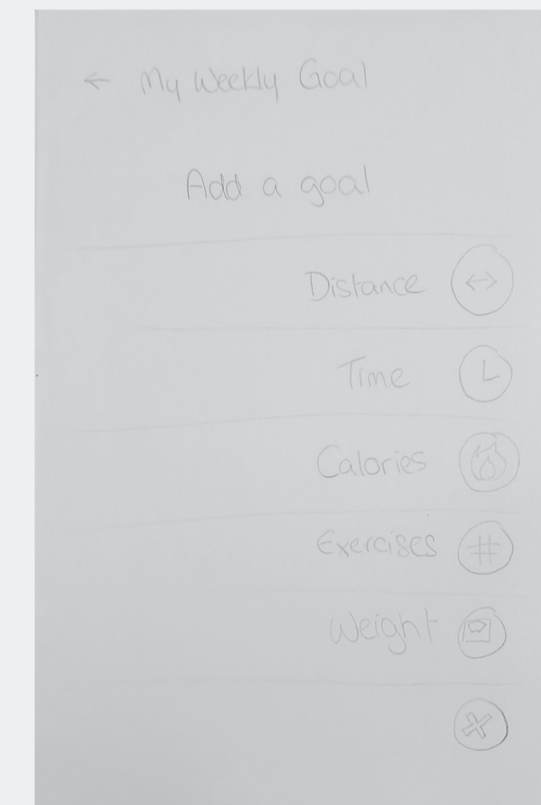 ← My Weekly Goal
Add a goal
Distance
Time
Calories
Exercises #
Weight